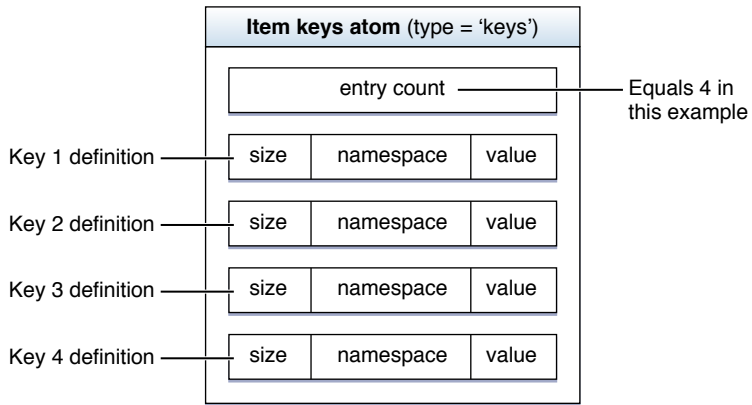 Item keys atom (type = ‘keys’)
entry count
Equals 4 in
this example
Key 1 definition
size namespace value
Key 2 definition
size namespace value
Key 3 definition
size namespace value
Key 4 definition
size namespace value